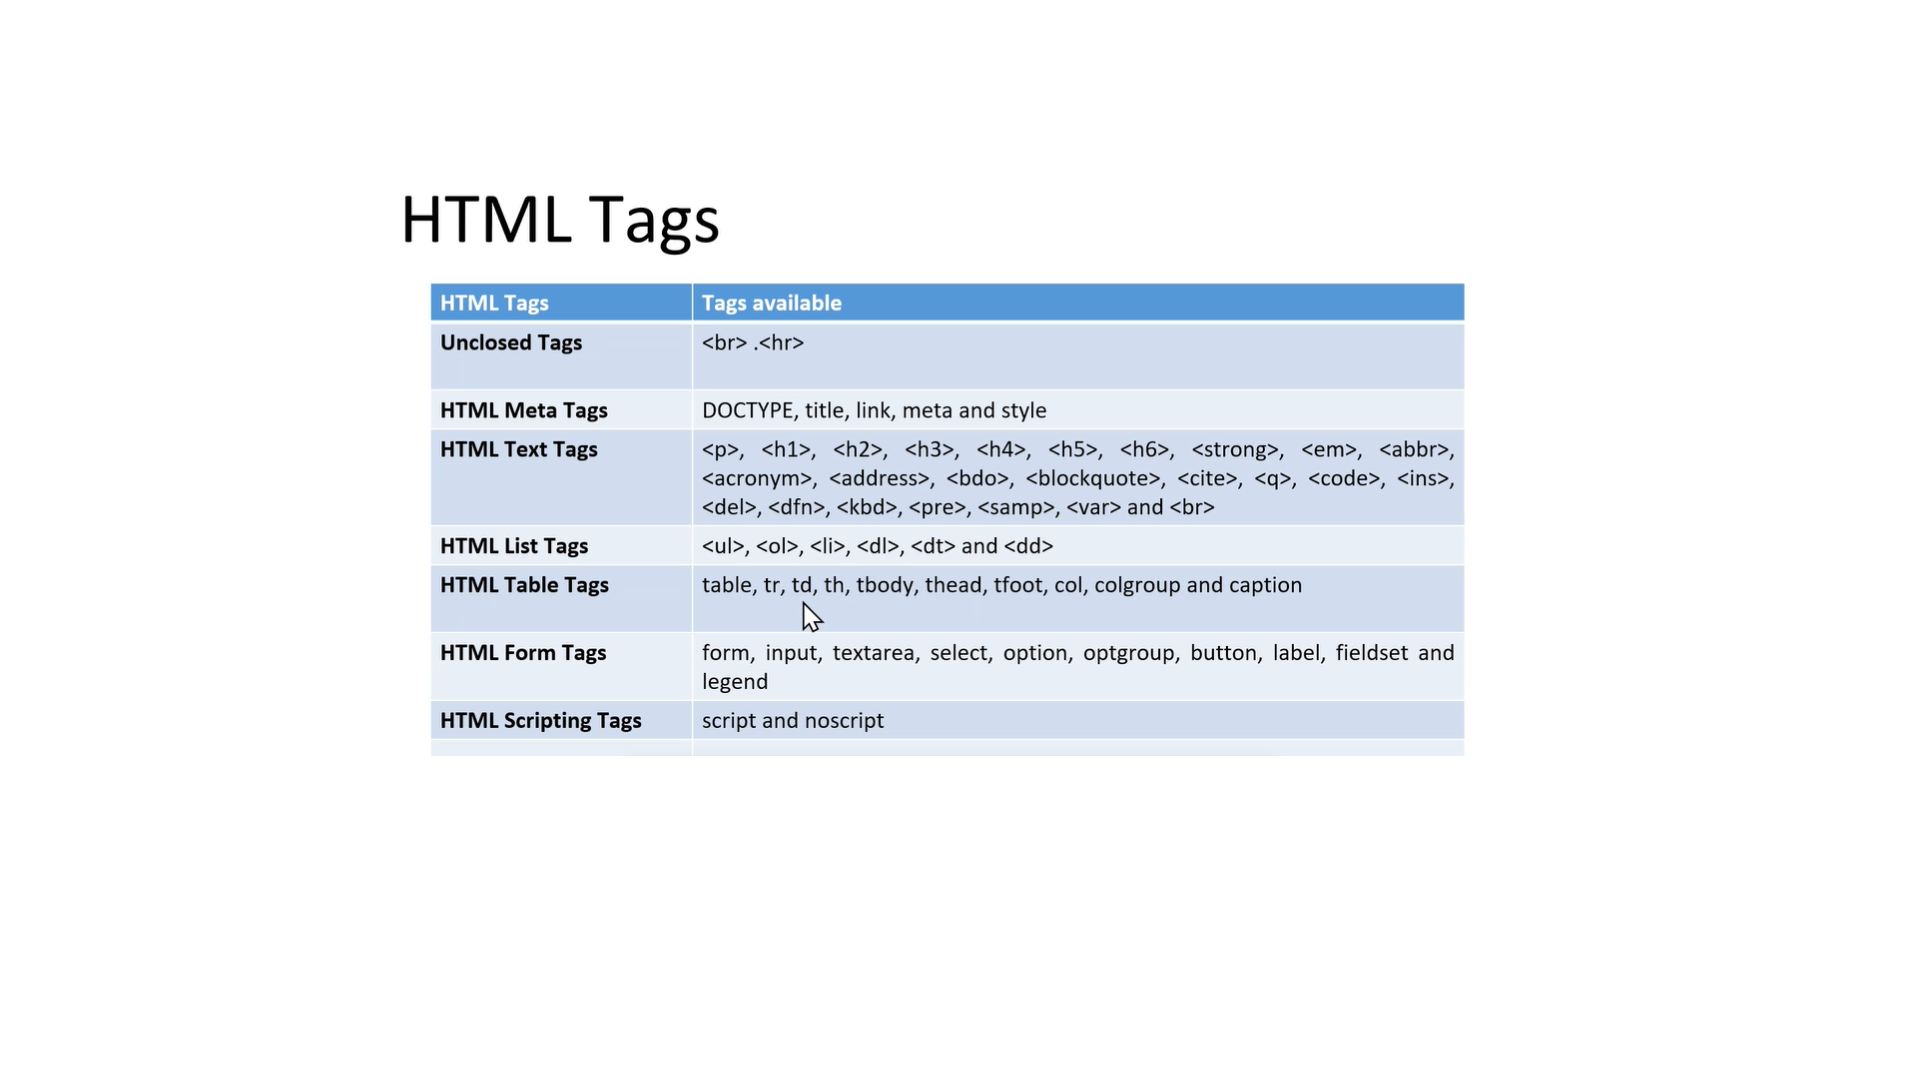 HTML Tags
HTML Tags Tags available
Unclosed Tags <br> .<hr>
HTML Meta Tags DOCTYPE, title, link, meta and style
HTML Text Tags <p>, <h1>, <h2>, <h3>, <h4>, <h5>, <h6>, <strong>, <em>, <abbr>,
<acronym>, <address>, <bdo>, <blockquote>, <cite>, <q>, <code>, <ins>,
<del>, <dfn>, <kbd>, <pre>, <samp>, <var> and <br>
HTML List Tags <ul>, <ol>, <li>, <dl>, <dt> and <dd>
HTML Table Tags table, tr, td, th, tbody, thead, tfoot, col, colgroup and caption
HTML Form Tags form, input, textarea, select, option, optgroup, button, label, fieldset and
legend
HTML Scripting Tags script and noscript